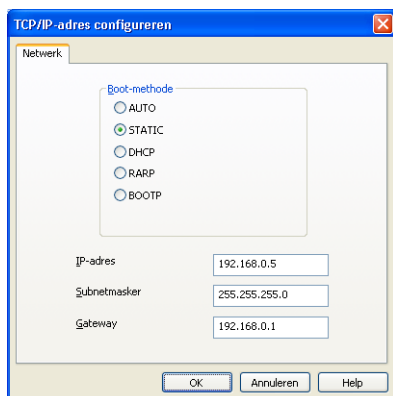 TCP/IP-adres configureren
Netwerk
Boot-methode
AUTO
STATIC
DHCP
RARP
BOOTP
IP-adres 192.168.0.5
Subnetmasker 255.255.255.0
Gateway 192.168.0.1
OK Annuleren Help